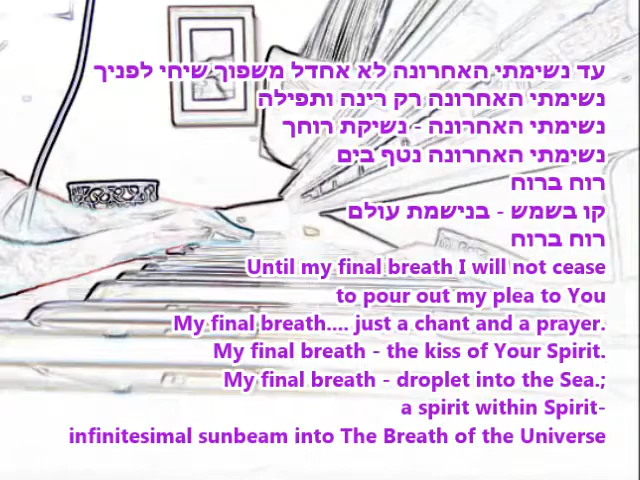 עד נשימתי האחרונה לא אחדל משפוך שיחי לפניך
נשימתי האחרונה רק רינה ותפילה
נשימתי האחרונה - נשיקת רוחך
נשימתי האחרונה נטף בים
רוח ברוח
קו בשמש - בנישמת עולם
רוח ברוח
Until my final breath I will not cease
to pour out my plea to You
My final breath.... just a chant and a prayer.
My final breath - the kiss of Your Spirit.
My final breath - droplet into the Sea.;
a spirit within Spirit-
infinitesimal sunbeam into The Breath of the Universe